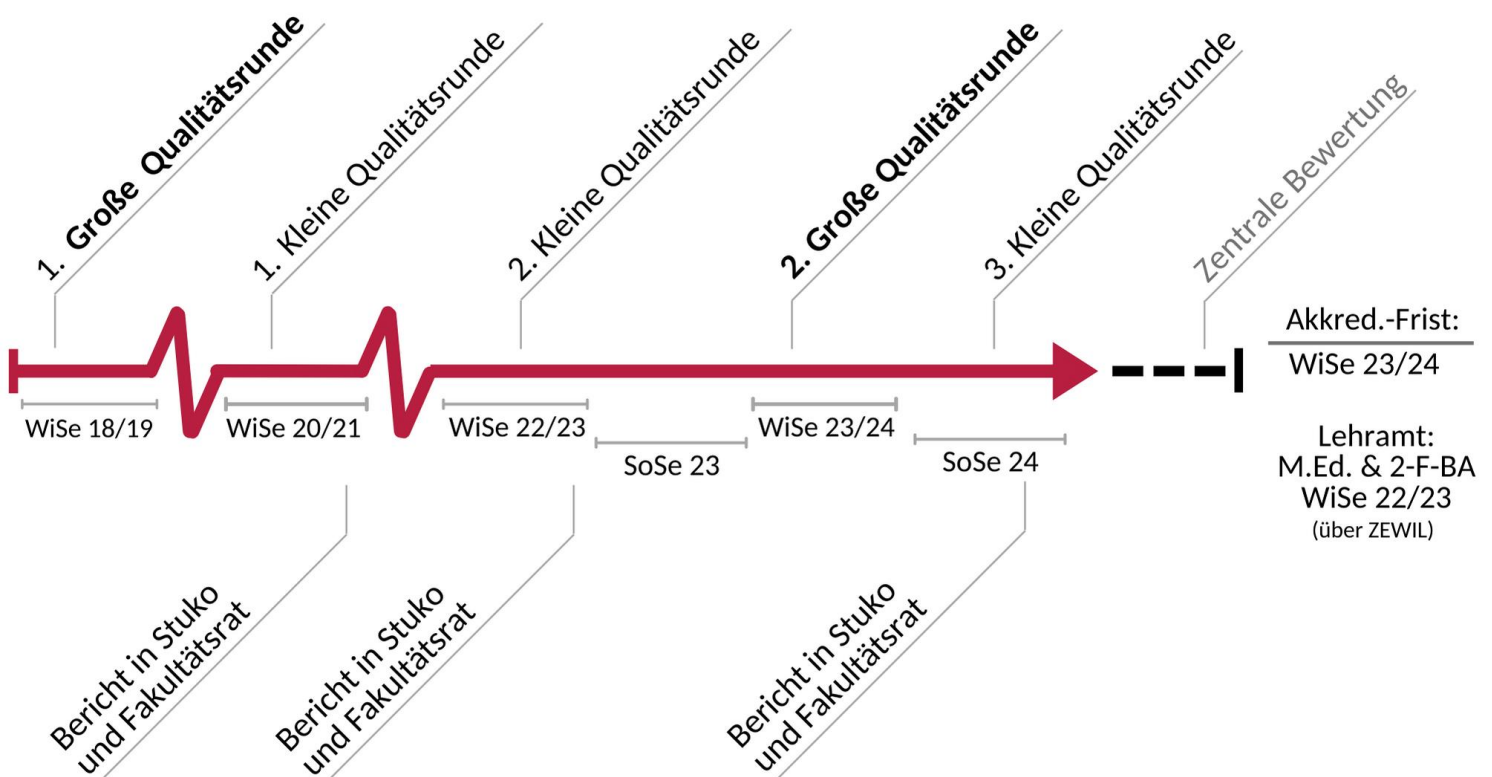 1. Große Qualitätsrunde
1. Kleine Qualitätsrunde
2. Kleine Qualitätsrunde
2. Große Qualitätsrunde
3. Kleine Qualitätsrunde
Zentrale Bewertung
Akkred.-Frist:
WiSe 23/24
WiSe 18/19
WiSe 20/21
WiSe 22/23
SoSe 23
WiSe 23/24
SoSe 24
Lehramt:
M.Ed. & 2-F-BA
WiSe 22/23
(über ZEWIL)
Bericht in Stuko
und Fakultätsrat
Bericht in Stuko
und Fakultätsrat
Bericht in Stuko
und Fakultätsrat